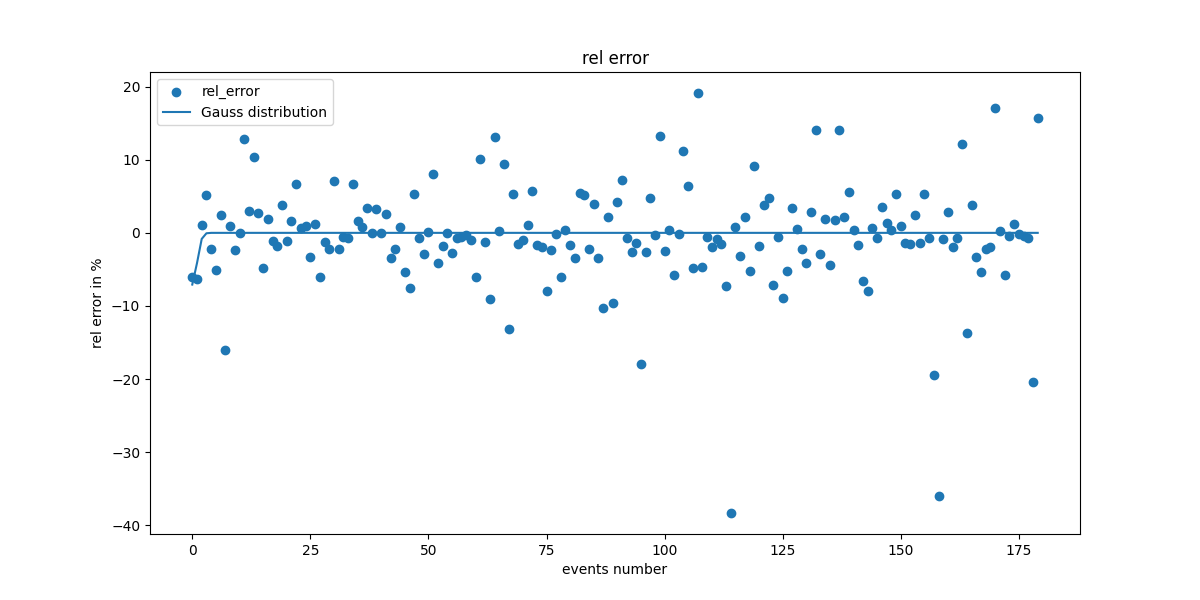 rel error
rel_error
Gauss distribution
rel error in %
20
10
0
−10
−20
−30
−40
0 25 50 75 100 125 150 175
events number